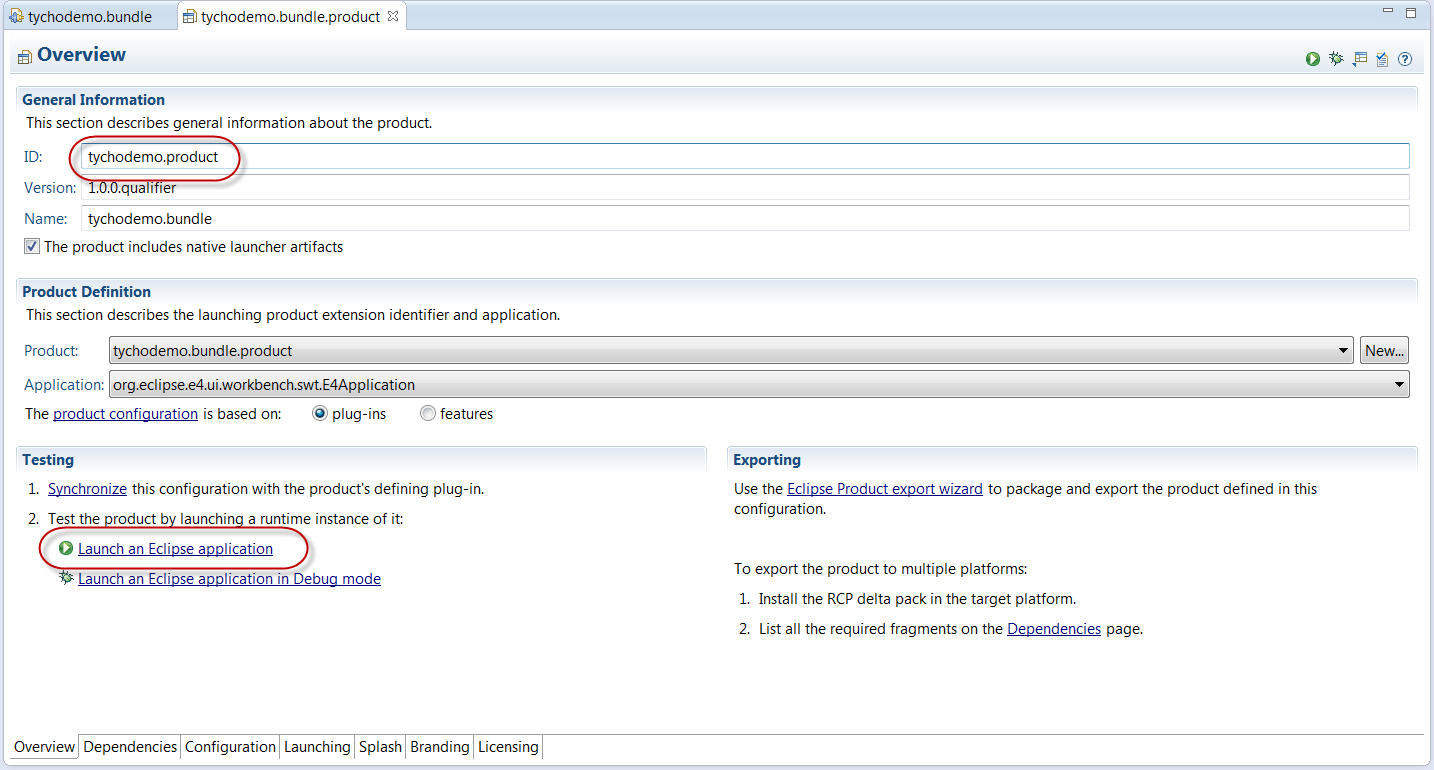 tychodemo.bundle tychodemo.bundle.product
Overview
General Information
This section describes general information about the product.
ID: tychodemo.product
Version: 1.0.0.qualifier
Name: tychodemo.bundle
The product includes native launcher artifacts
Product Definition
This section describes the launching product extension identifier and application.
Product: tychodemo.bundle.product New...
Application: org.eclipse.e4.ui.workbench.swt.E4Application
The product configuration is based on: plug-ins features
Testing
1. Synchronize this configuration with the product's defining plug-in.
2. Test the product by launching a runtime instance of it:
Launch an Eclipse application
Launch an Eclipse application in Debug mode
Exporting
Use the Eclipse Product export wizard to package and export the product defined in this
configuration.
To export the product to multiple platforms:
1. Install the RCP delta pack in the target platform.
2. List all the required fragments on the Dependencies page.
Overview Dependencies Configuration Launching Splash Branding Licensing